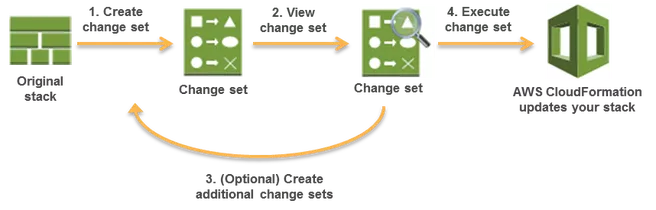 1. Create
change set
2. View
change set
4. Execute
change set
Original
stack
Change set
Change set
AWS CloudFormation
updates your stack
3. (Optional) Create
additional change sets